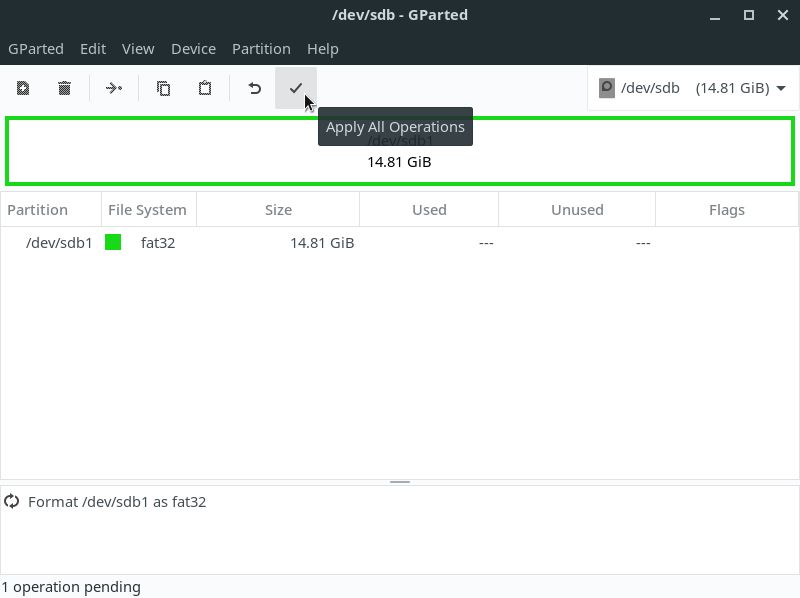 /dev/sdb - GParted
GParted Edit View Device Partition Help
/dev/sdb (14.81 GiB)
Apply All Operations
/dev/sdb1
14.81 GiB
Partition File System Size Used Unused Flags
/dev/sdb1 fat32 14.81 GiB --- ---
Format /dev/sdb1 as fat32
1 operation pending